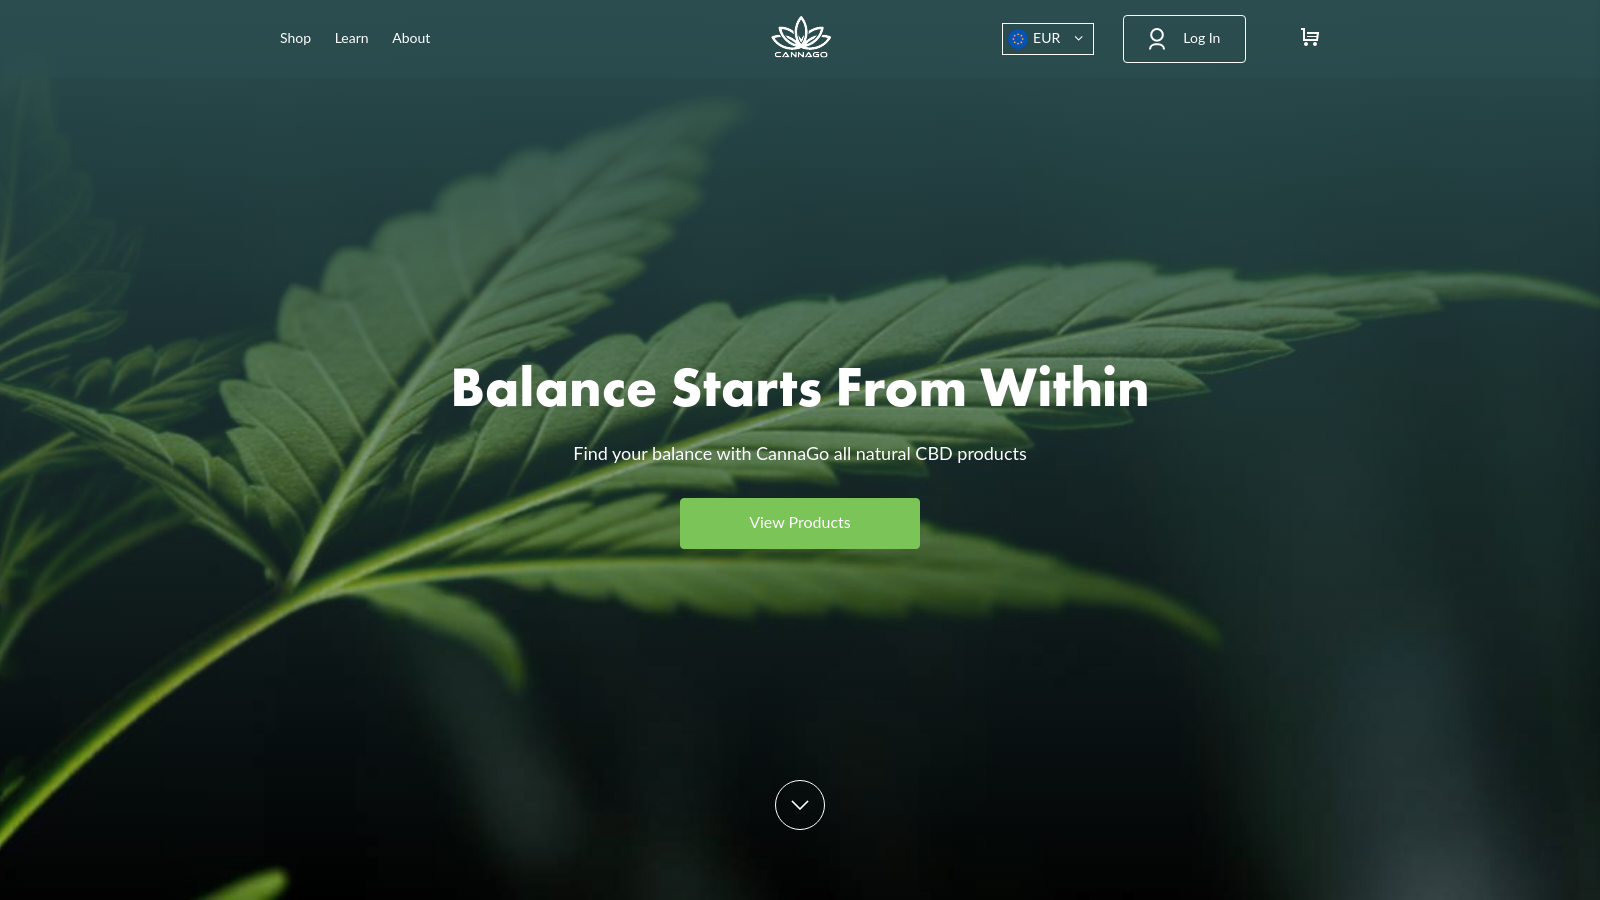 Shop
Learn
About
CANNAGO
EUR
Log In
Balance Starts From Within
Find your balance with CannaGo all natural CBD products
View Products